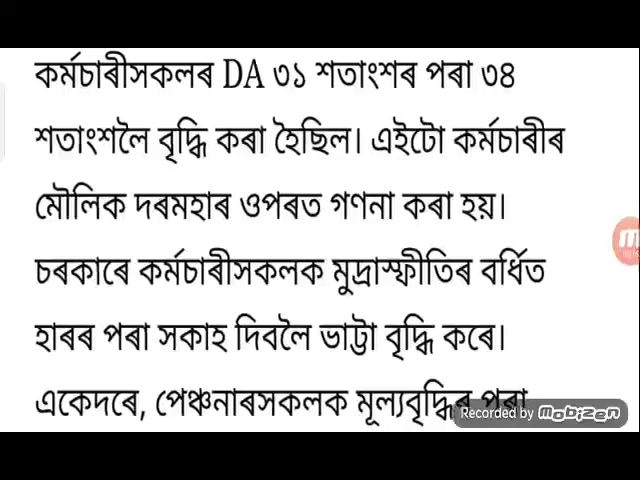 কৰ্মচাৰীসকলৰ DA ৩১ শতাংশৰ পৰা ৩৪
শতাংশলৈ বৃদ্ধি কৰা হৈছিল। এইটো কৰ্মচাৰীৰ
মৌলিক দৰমহাৰ ওপৰত গণনা কৰা হয়।
চৰকাৰে কৰ্মচাৰীসকলক মুদ্ৰাস্ফীতিৰ বৰ্ধিত
হাৰৰ পৰা সকাহ দিবলৈ ভাট্টা বৃদ্ধি কৰে।
একেদৰে, পেঞ্চনাৰসকলক মূল্যবৃদ্ধিৰ পৰা
Recorded by Mobizen